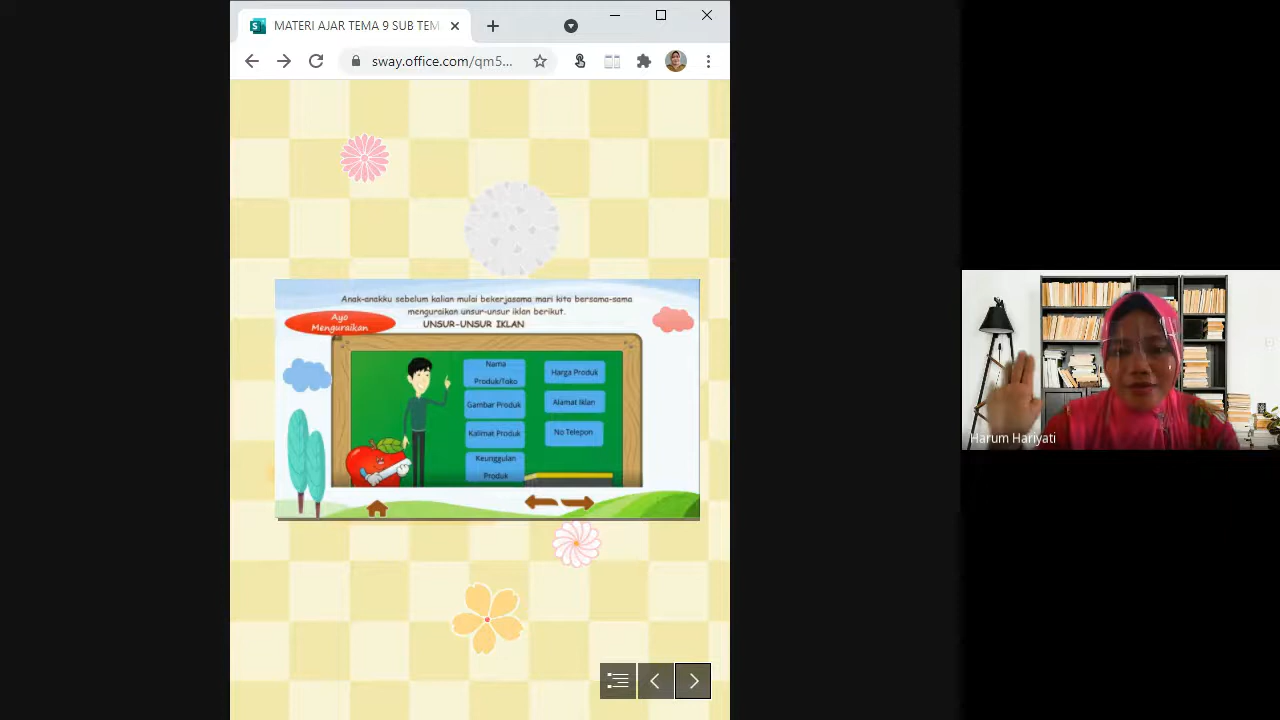 MATERI AJAR TEMA 9 SUB TEM
sway.office.com/qm5...
Anak-anakku sebelum kalian mulai bekerjasama mari kita bersama-sama
menguraikan unsur-unsur iklan berikut.
Ayo
Menguraikan
UNSUR-UNSUR IKLAN
Nama
Produk/Toko
Harga Produk
Gambar Produk
Alamat Iklan
Kalimat Produk
No Telepon
Keunggulan
Produk
Harum Hariyati